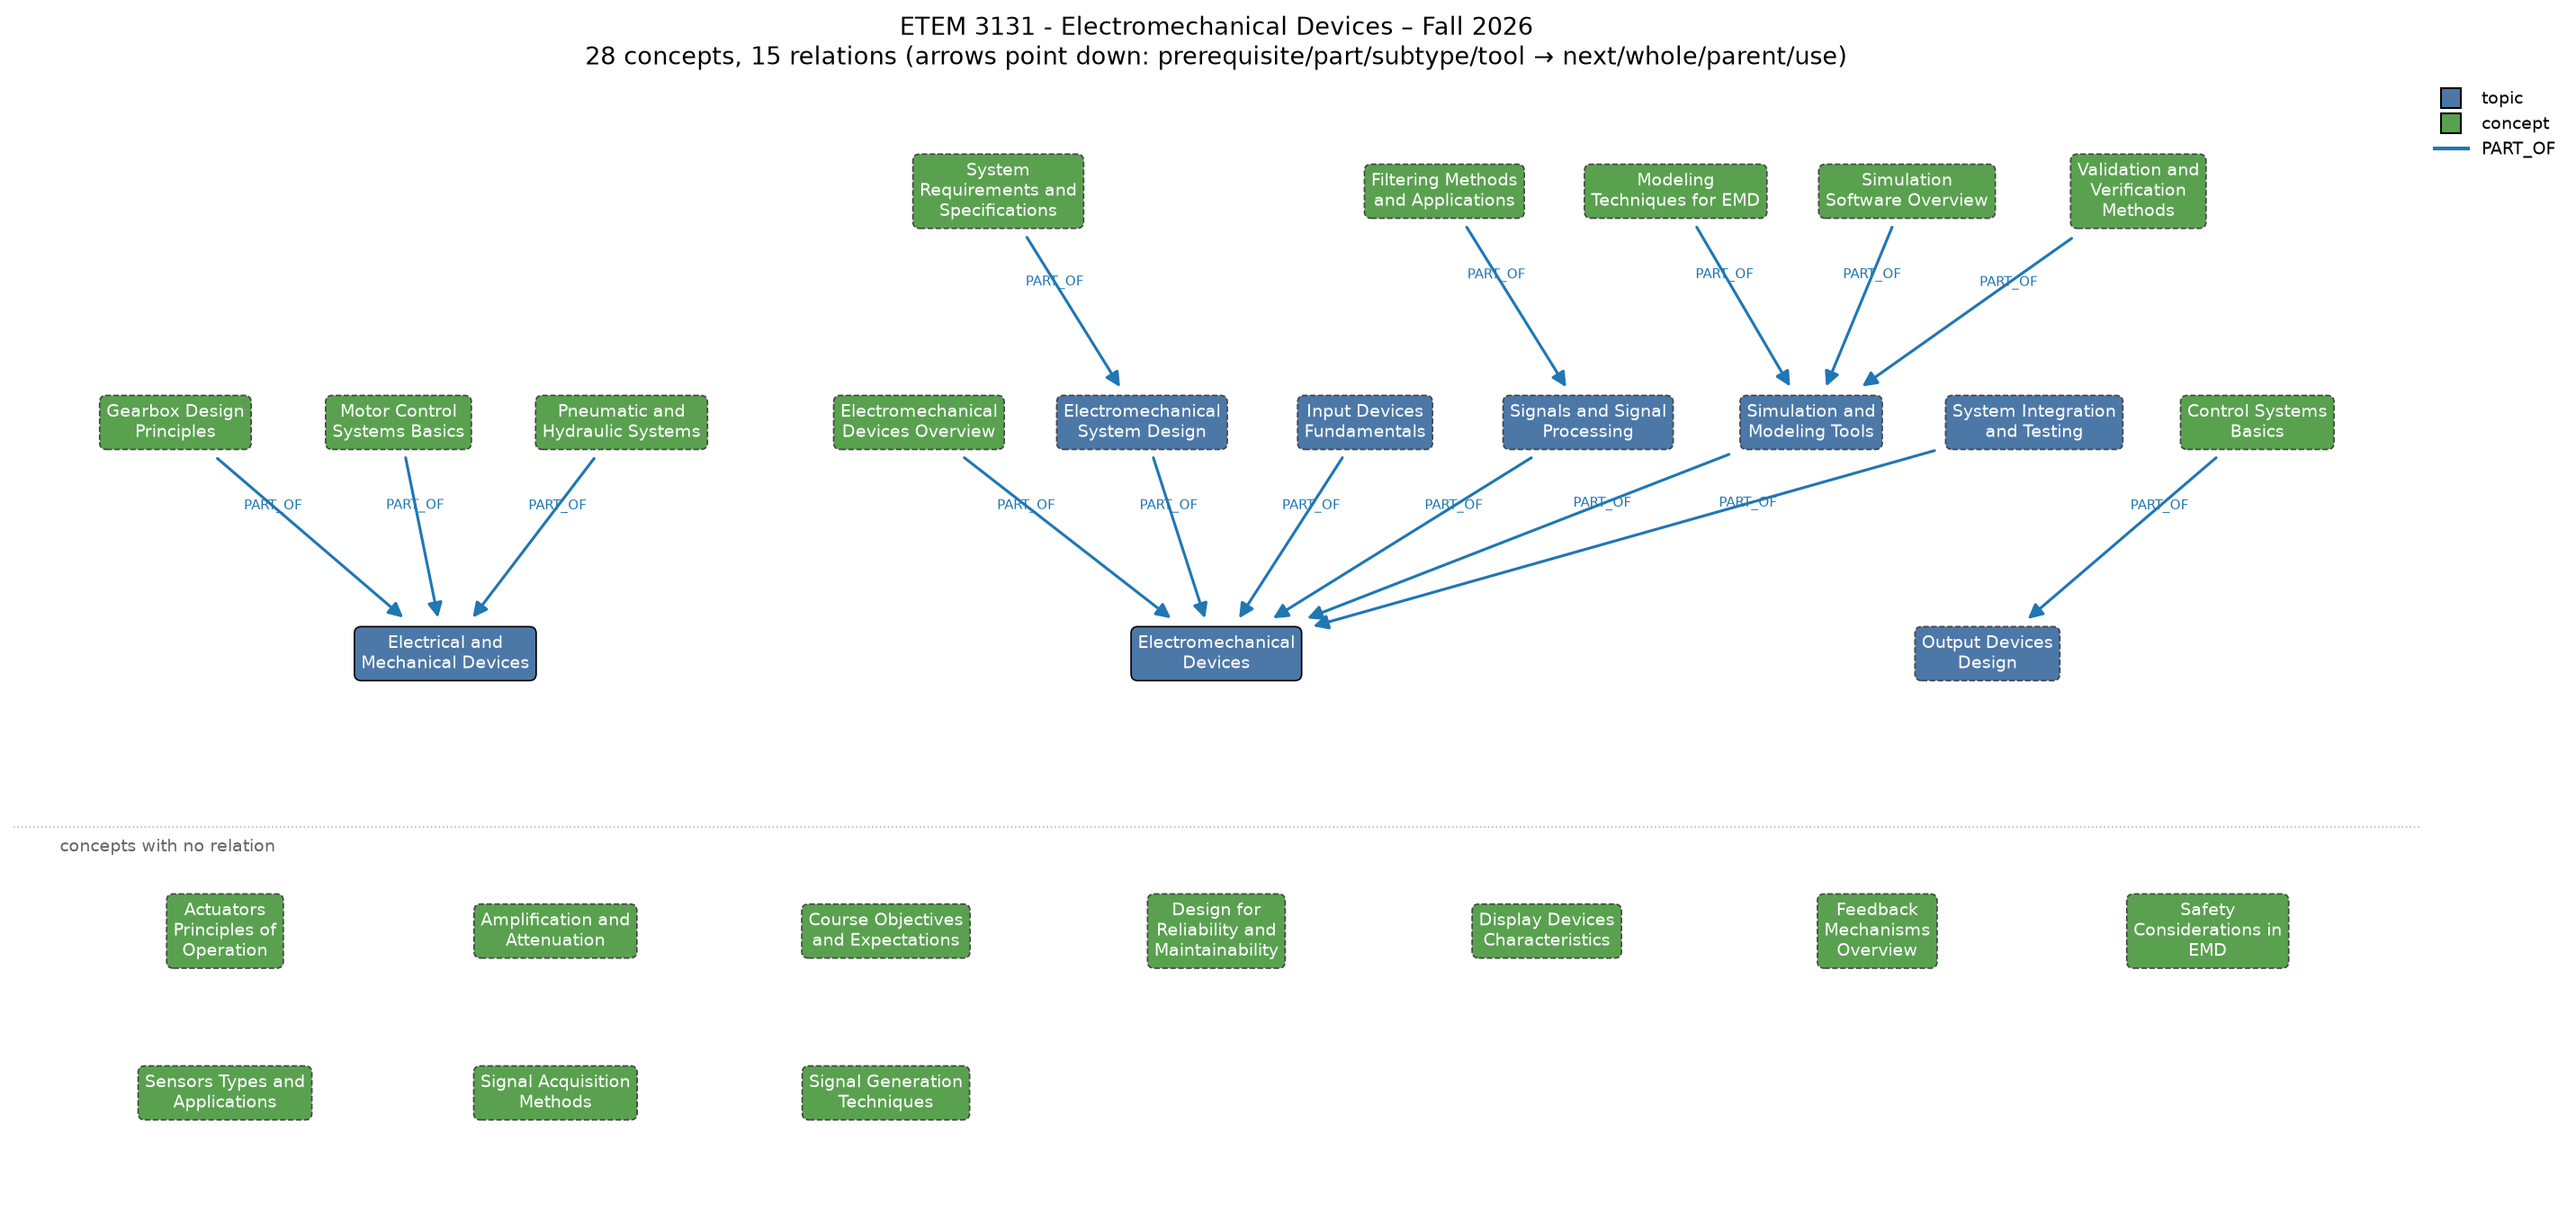 ETEM 3131 - Electromechanical Devices – Fall 2026
28 concepts, 15 relations (arrows point down: prerequisite/part/subtype/tool → next/whole/parent/use)
topic
concept
PART_OF
System
Requirements and
Specifications
Filtering Methods
and Applications
Modeling
Techniques for EMD
Simulation
Software Overview
Validation and
Verification
Methods
PART_OF
PART_OF
PART_OF
PART_OF
PART_OF
Gearbox Design
Principles
Motor Control
Systems Basics
Pneumatic and
Hydraulic Systems
Electromechanical
Devices Overview
Electromechanical
System Design
Input Devices
Fundamentals
Signals and Signal
Processing
Simulation and
Modeling Tools
System Integration
and Testing
Control Systems
Basics
PART_OF
PART_OF
PART_OF
PART_OF
PART_OF
PART_OF
PART_OF
PART_OF
PART_OF
PART_OF
Electrical and
Mechanical Devices
Electromechanical
Devices
Output Devices
Design
concepts with no relation
Actuators
Principles of
Operation
Amplification and
Attenuation
Course Objectives
and Expectations
Design for
Reliability and
Maintainability
Display Devices
Characteristics
Feedback
Mechanisms
Overview
Safety
Considerations in
EMD
Sensors Types and
Applications
Signal Acquisition
Methods
Signal Generation
Techniques